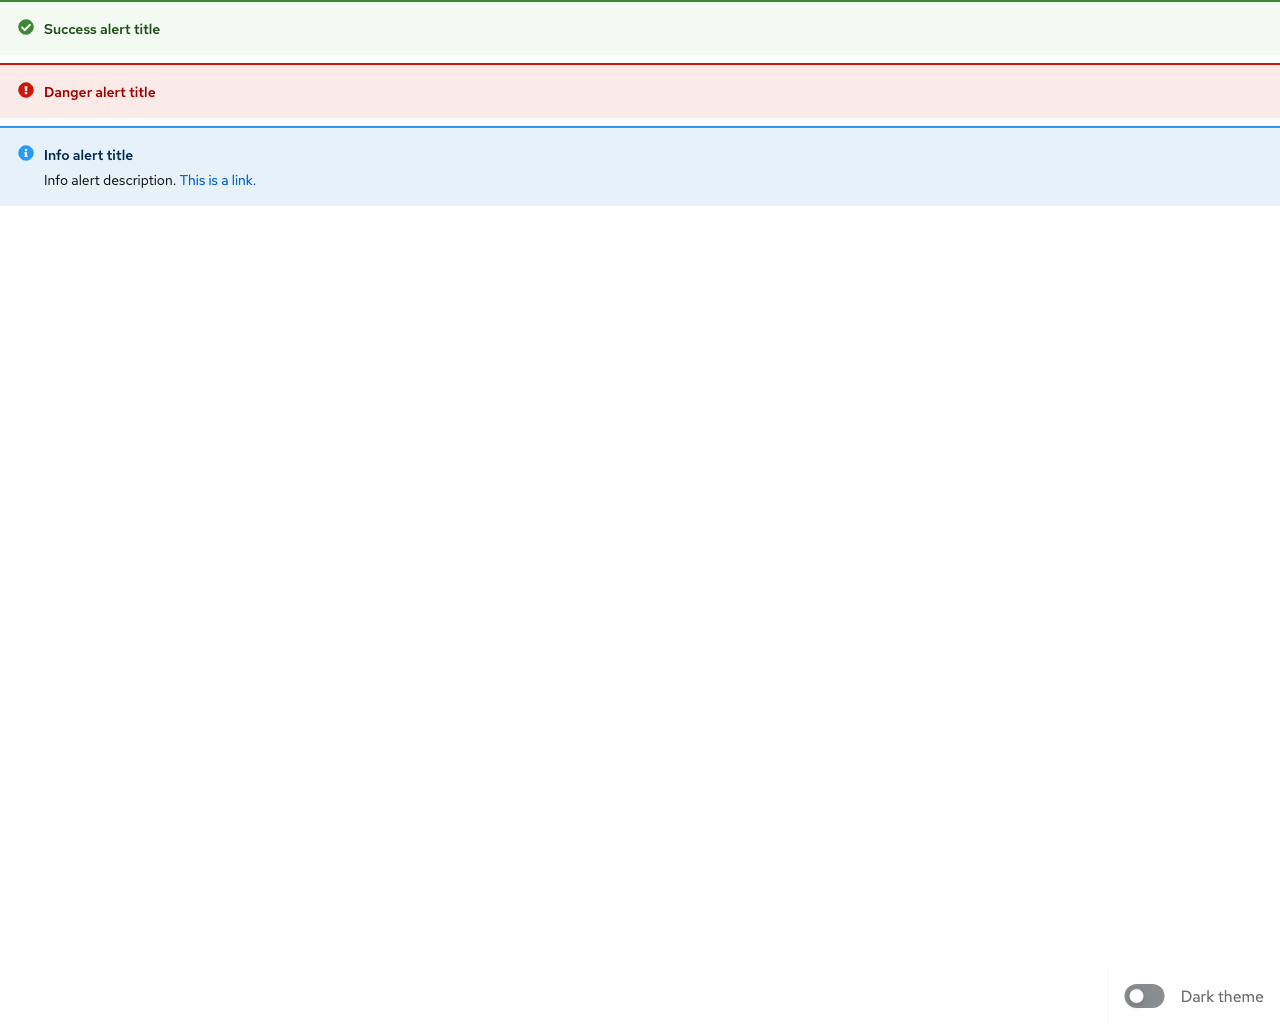 Success alert title
Danger alert title
Info alert title
Info alert description. This is a link.
Dark theme